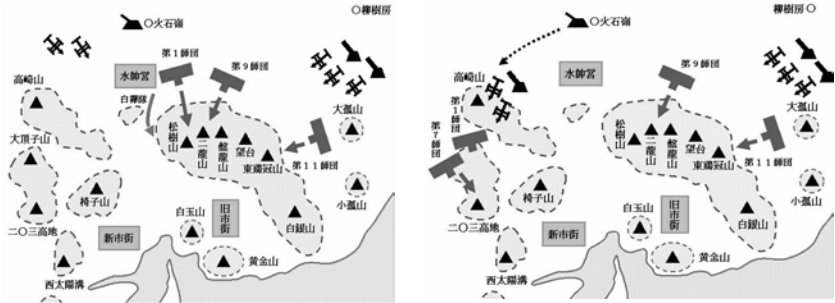 ○柳樹房
○火石嶺
第1師団
第9師団
水師営
高崎山
白襷隊
大孤山
大頂子山
松樹山
二龍山
盤龍山
望台
東鶏冠山
第11師団
椅子山
小孤山
二〇三高地
新市街
白玉山
旧市街
白銀山
西太陽溝
黄金山
柳樹房○
○火石嶺
第9師団
水師営
高崎山
第1師団
大孤山
第7師団
大頂子山
松樹山
二龍山
盤龍山
望台
東鶏冠山
第11師団
椅子山
小孤山
二〇三高地
新市街
白玉山
旧市街
白銀山
西太陽溝
黄金山